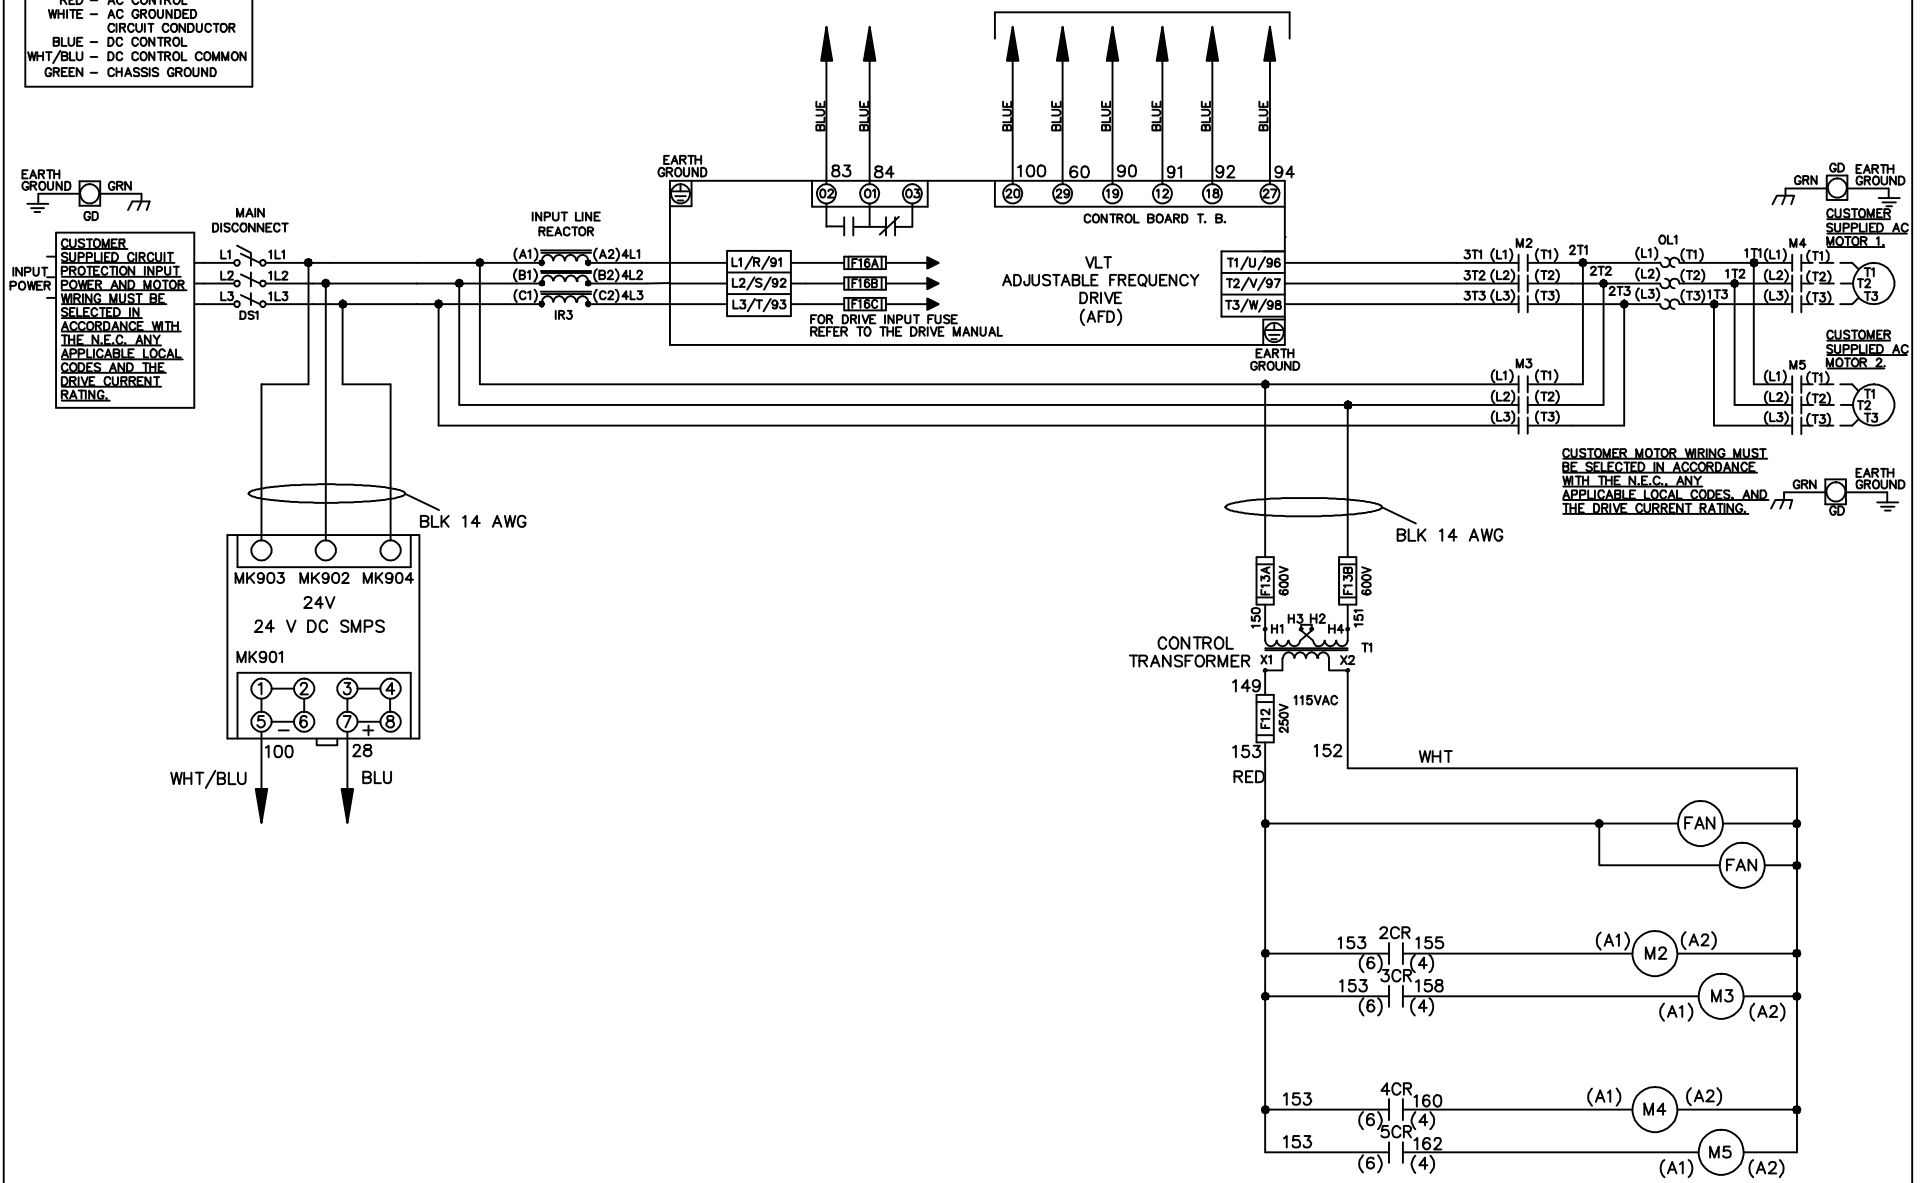 RED – AC CONTROL
WHITE – AC GROUNDED
CIRCUIT CONDUCTOR
BLUE – DC CONTROL
WHT/BLU – DC CONTROL COMMON
GREEN – CHASSIS GROUND
BLUE
BLUE
BLUE
BLUE
BLUE
BLUE
BLUE
BLUE
EARTH
GROUND
GRN
GD
INPUT
POWER
CUSTOMER
SUPPLIED CIRCUIT
PROTECTION INPUT
POWER AND MOTOR
WIRING MUST BE
SELECTED IN
ACCORDANCE WITH
THE N.E.C. ANY
APPLICABLE LOCAL
CODES AND THE
DRIVE CURRENT
RATING.
MAIN
DISCONNECT
L1 1L1
L2 1L2
L3 1L3
DS1
INPUT LINE
REACTOR
(A1) (A2) 4L1
(B1) (B2) 4L2
(C1) (C2) 4L3
IR3
EARTH
GROUND
83 84
02 01 03
100 60 90 91 92 94
20 29 19 12 18 27
CONTROL BOARD T. B.
L1/R/91 F16A
L2/S/92 F16B
L3/T/93 F16C
FOR DRIVE INPUT FUSE
REFER TO THE DRIVE MANUAL
VLT
ADJUSTABLE FREQUENCY
DRIVE
(AFD)
T1/U/96
T2/V/97
T3/W/98
EARTH
GROUND
M2
3T1 (L1) (T1) 2T1
3T2 (L2) (T2) 2T2
3T3 (L3) (T3) 2T3
OL1
(L1) (T1) 1T1
(L2) (T2) 1T2
(L3) (T3) 1T3
M4
(L1) (T1)
(L2) (T2)
(L3) (T3)
T1
T2
T3
GRN
GD
EARTH
GROUND
CUSTOMER
SUPPLIED AC
MOTOR 1.
CUSTOMER
SUPPLIED AC
MOTOR 2.
M3
(L1) (T1)
(L2) (T2)
(L3) (T3)
M5
(L1) (T1)
(L2) (T2)
(L3) (T3)
T1
T2
T3
CUSTOMER MOTOR WIRING MUST
BE SELECTED IN ACCORDANCE
WITH THE N.E.C., ANY
APPLICABLE LOCAL CODES, AND
THE DRIVE CURRENT RATING.
GRN
GD
EARTH
GROUND
BLK 14 AWG
MK903 MK902 MK904
24V
24 V DC SMPS
MK901
1 2 3 4
5 6 7 8
– +
100 28
WHT/BLU BLU
BLK 14 AWG
F13A
600V
F13B
600V
150
151
H1 H3 H2 H4
T1
CONTROL
TRANSFORMER
X1 X2
149
115VAC
F12
250V
153
152
RED
WHT
FAN
FAN
2CR
153 155
(6) (4)
(A1) M2 (A2)
3CR
153 158
(6) (4)
(A1) M3 (A2)
4CR
153 160
(6) (4)
(A1) M4 (A2)
5CR
153 162
(6) (4)
(A1) M5 (A2)